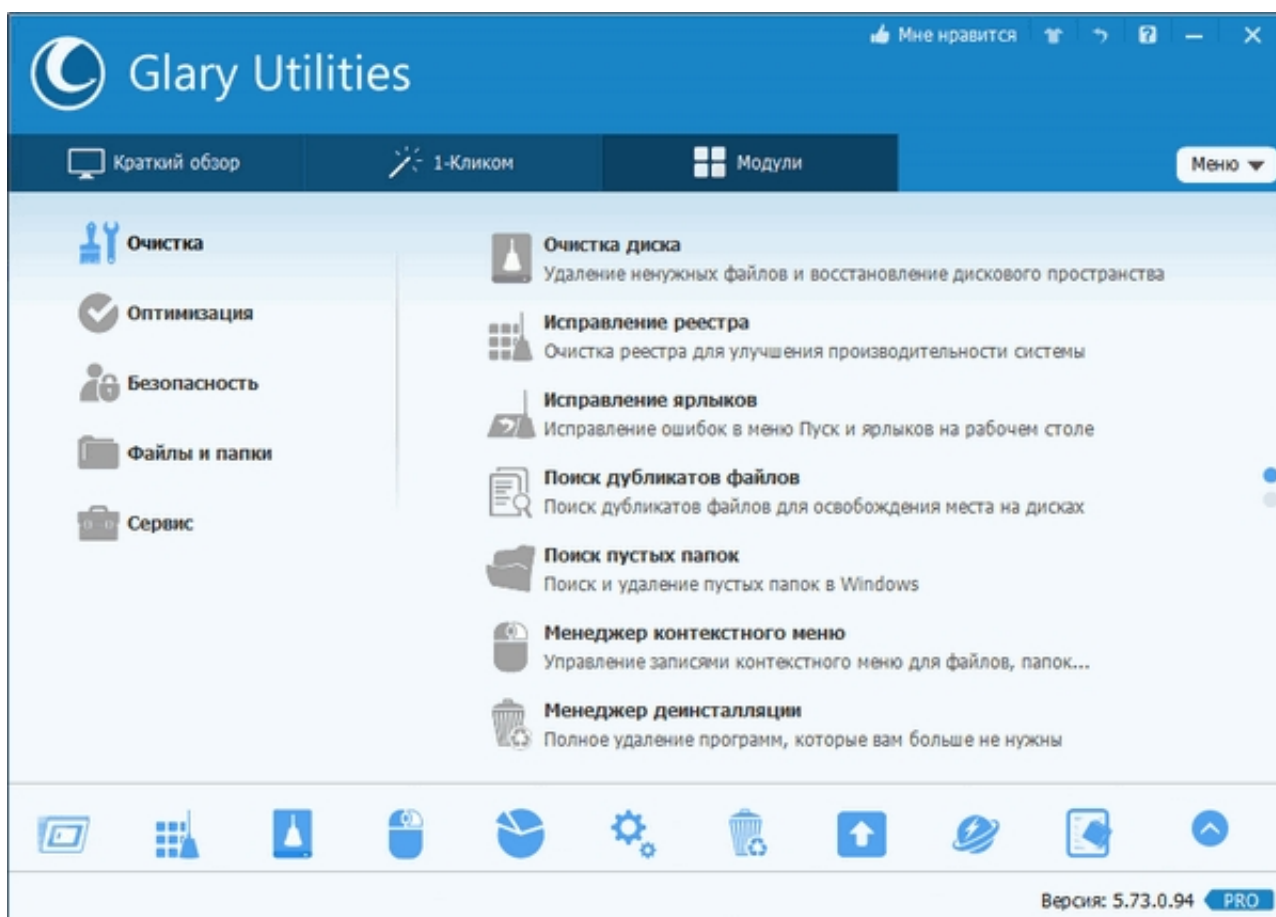 Мне нравится
Glary Utilities
Краткий обзор
1-Кликом
Модули
Меню
Очистка
Оптимизация
Безопасность
Файлы и папки
Сервис
Очистка диска
Удаление ненужных файлов и восстановление дискового пространства
Исправление реестра
Очистка реестра для улучшения производительности системы
Исправление ярлыков
Исправление ошибок в меню Пуск и ярлыков на рабочем столе
Поиск дубликатов файлов
Поиск дубликатов файлов для освобождения места на дисках
Поиск пустых папок
Поиск и удаление пустых папок в Windows
Менеджер контекстного меню
Управление записями контекстного меню для файлов, папок...
Менеджер деинсталляции
Полное удаление программ, которые вам больше не нужны
Версия: 5.73.0.94 PRO